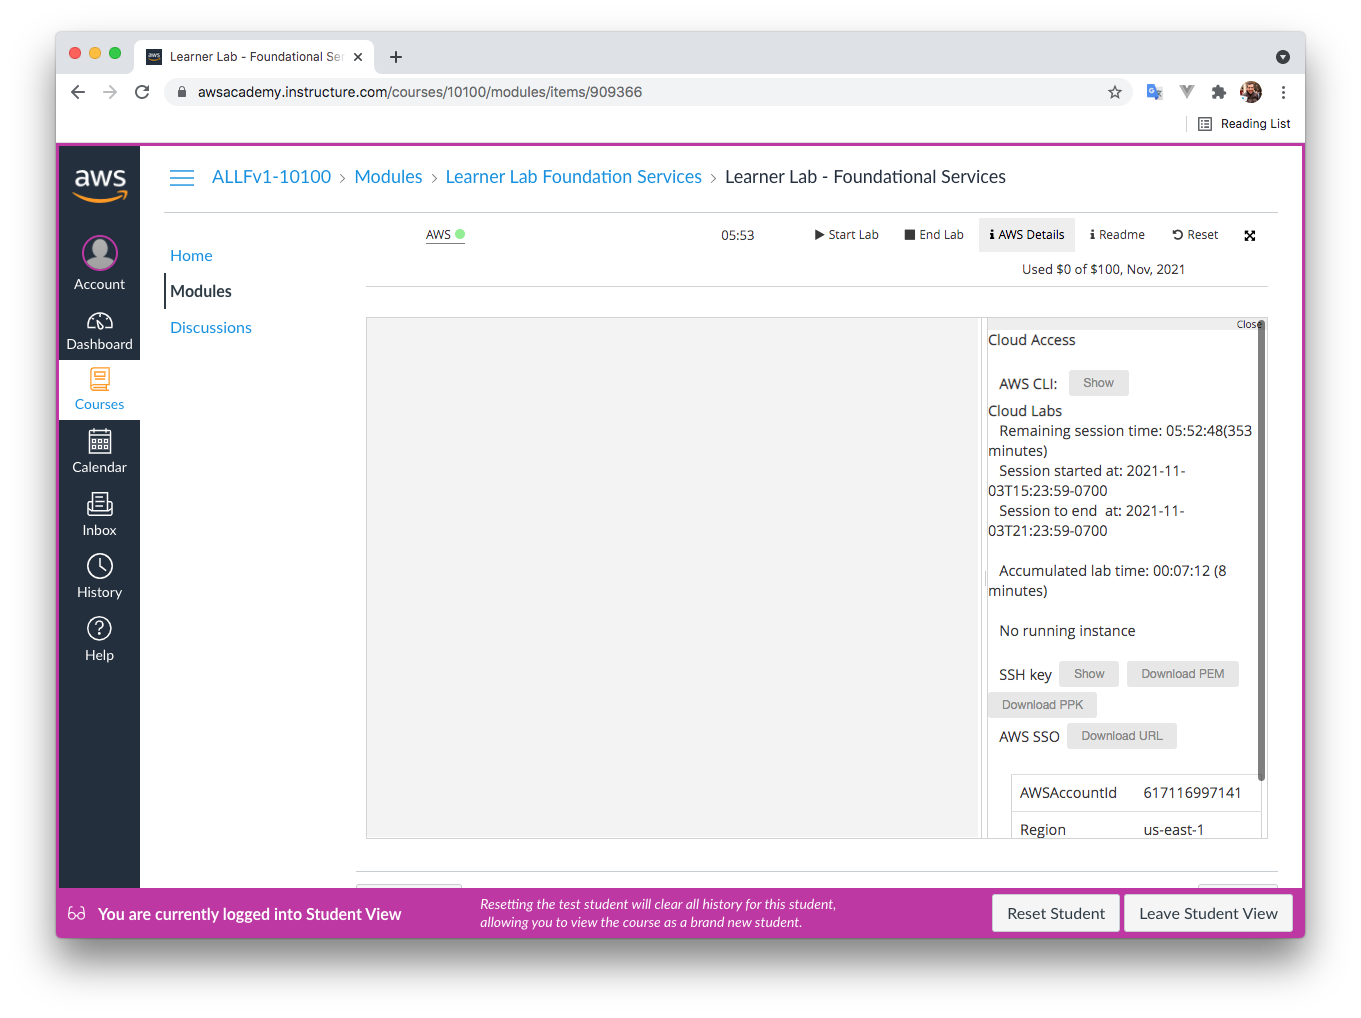 aws Learner Lab - Foundational Ser
awsacademy.instructure.com/courses/10100/modules/items/909366
Reading List
aws
ALLFv1-10100 › Modules › Learner Lab Foundation Services › Learner Lab - Foundational Services
Account
Dashboard
Courses
Calendar
Inbox
History
Help
Home
Modules
Discussions
AWS 05:53 Start Lab End Lab AWS Details Readme Reset
Used $0 of $100, Nov, 2021
Close
Cloud Access
AWS CLI: Show
Cloud Labs
Remaining session time: 05:52:48(353
minutes)
Session started at: 2021-11-
03T15:23:59-0700
Session to end at: 2021-11-
03T21:23:59-0700
Accumulated lab time: 00:07:12 (8
minutes)
No running instance
SSH key Show Download PEM
Download PPK
AWS SSO Download URL
AWSAccountId 617116997141
Region us-east-1
You are currently logged into Student View
Resetting the test student will clear all history for this student,
allowing you to view the course as a brand new student.
Reset Student Leave Student View